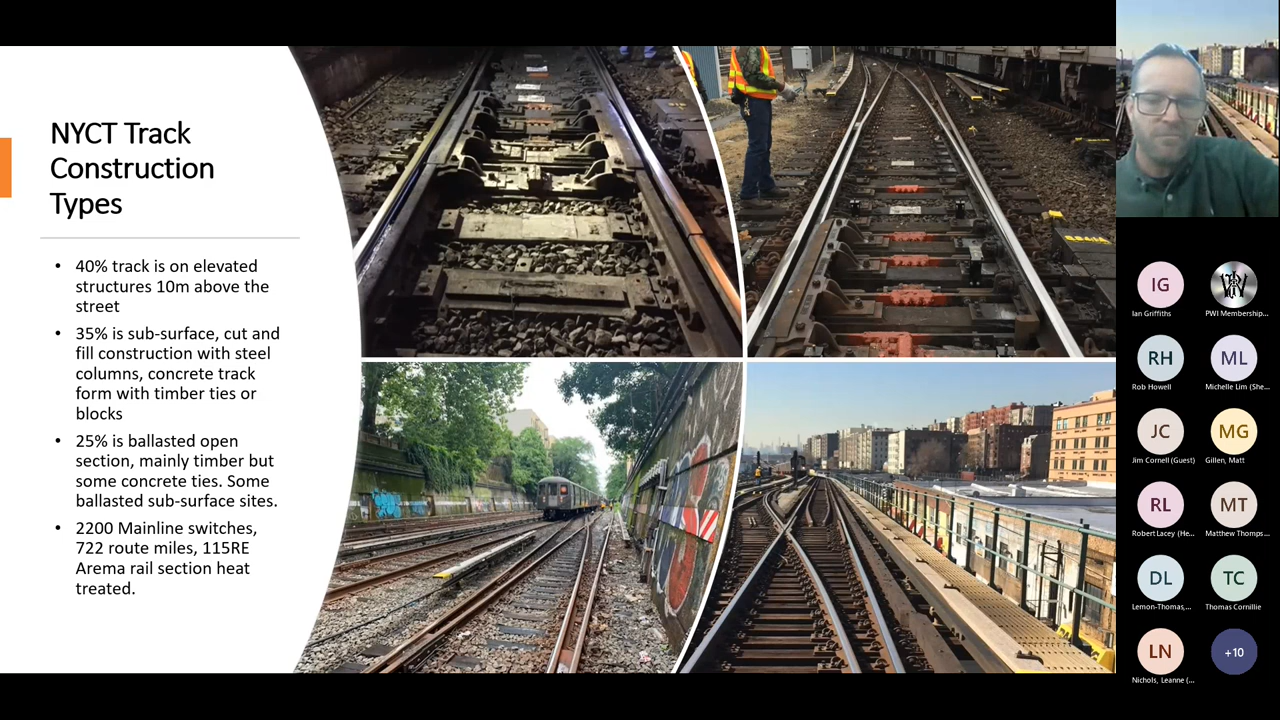 NYCT Track
Construction
Types
• 40% track is on elevated
structures 10m above the
street
• 35% is sub-surface, cut and
fill construction with steel
columns, concrete track
form with timber ties or
blocks
• 25% is ballasted open
section, mainly timber but
some concrete ties. Some
ballasted sub-surface sites.
• 2200 Mainline switches,
722 route miles, 115RE
Arema rail section heat
treated.
IG
Ian Griffiths
PWI Membership...
RH
Rob Howell
ML
Michelle Lim (She...
JC
Jim Cornell (Guest)
MG
Gillen, Matt
RL
Robert Lacey (He...
MT
Matthew Thomps...
DL
Lemon-Thomas,...
TC
Thomas Cornillie
LN
Nichols, Leanne (...
+10